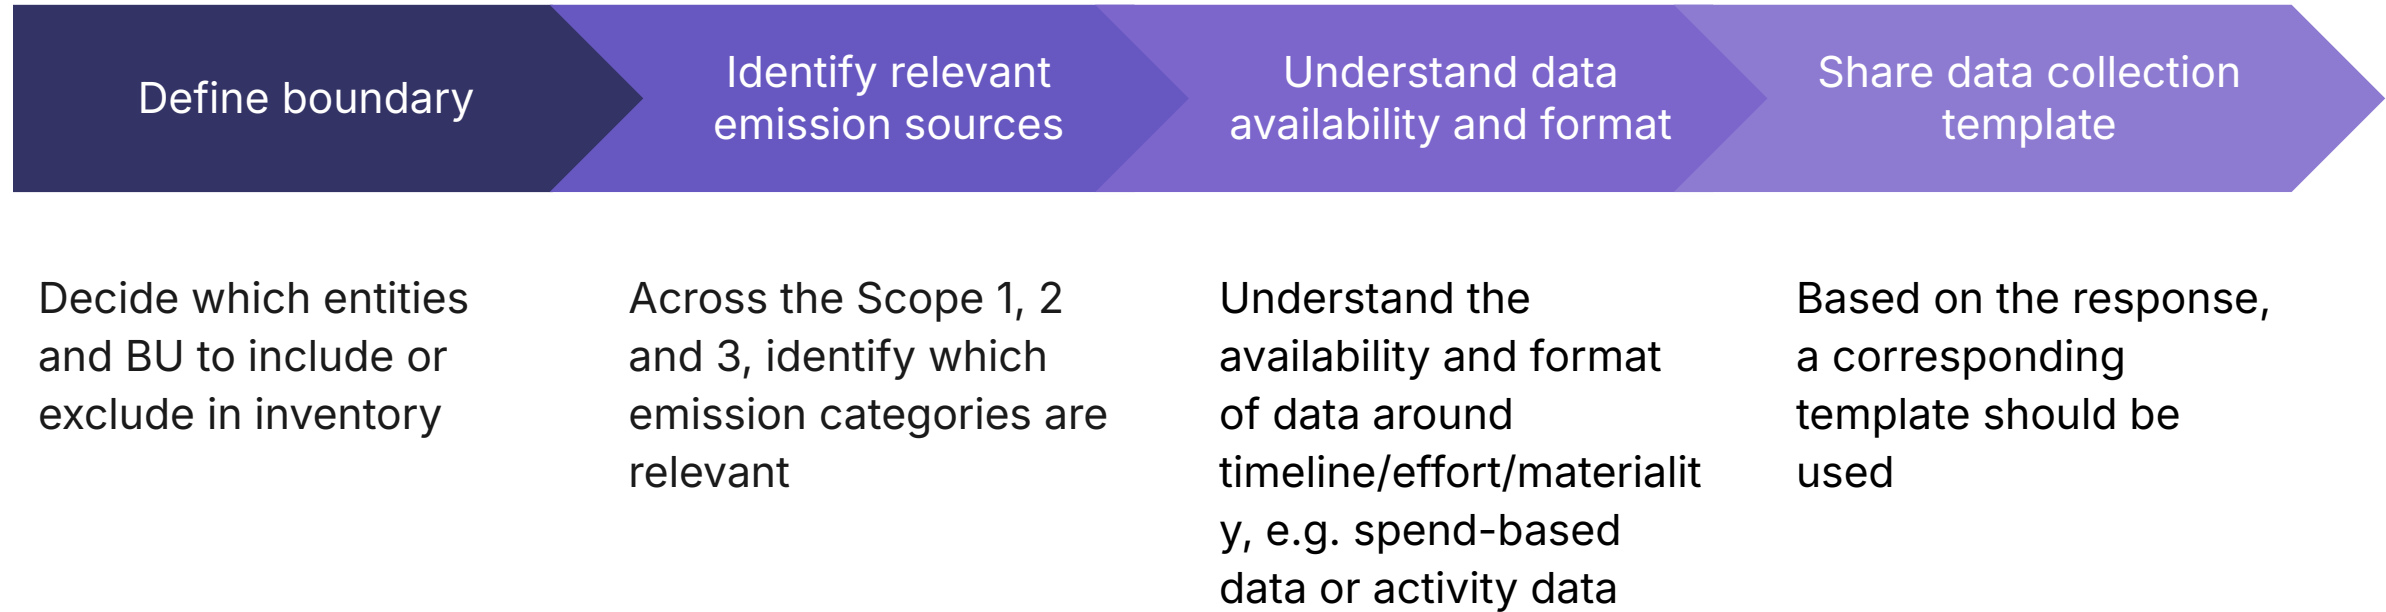 Define boundary
Identify relevant
emission sources
Understand data
availability and format
Share data collection
template
Decide which entities
and BU to include or
exclude in inventory
Across the Scope 1, 2
and 3, identify which
emission categories are
relevant
Understand the
availability and format
of data around
timeline/effort/materialit
y, e.g. spend-based
data or activity data
Based on the response,
a corresponding
template should be
used